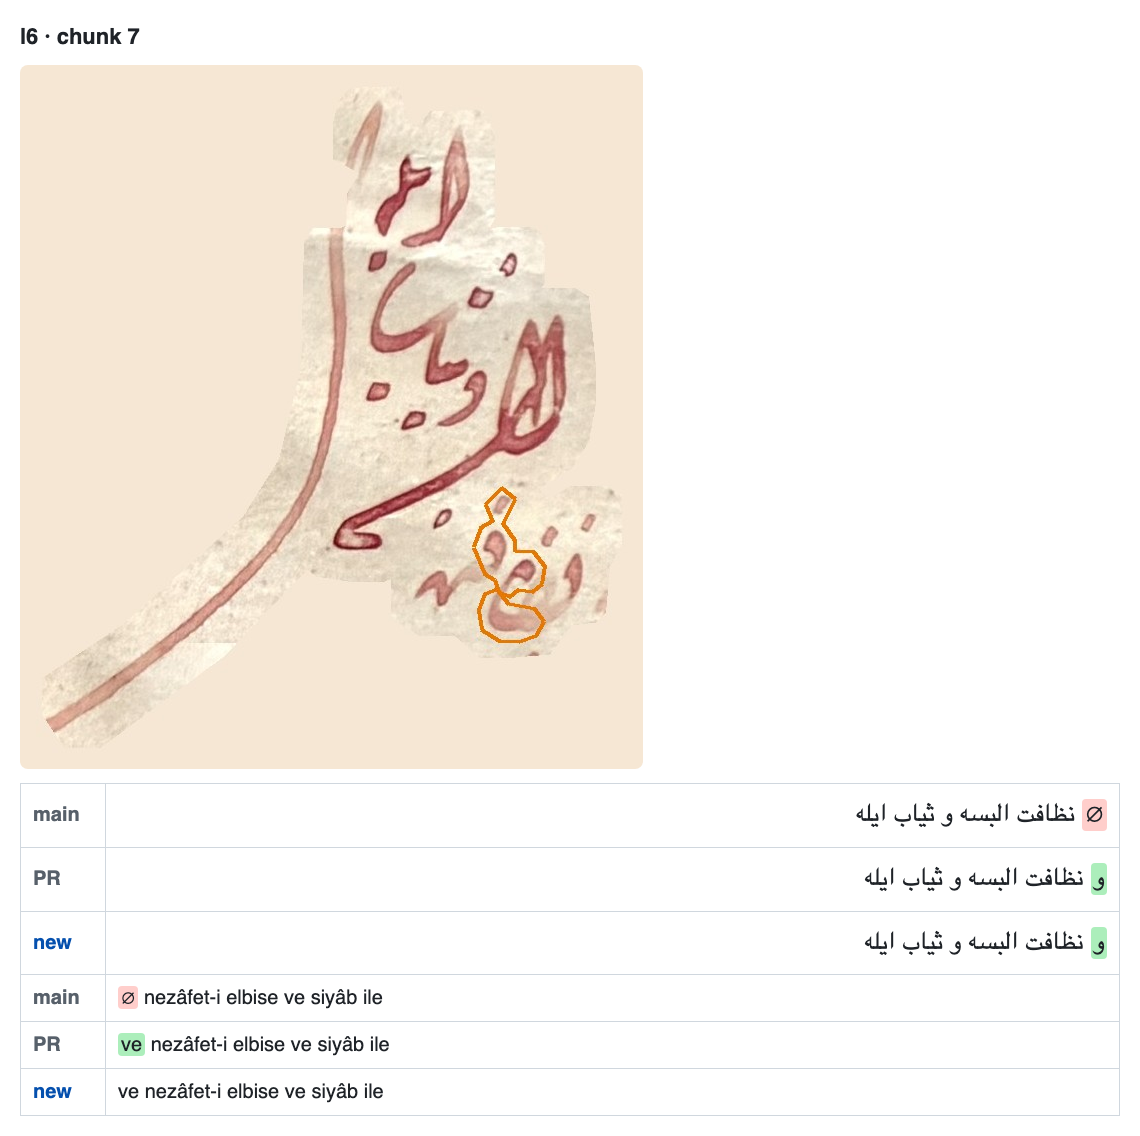 l6 · chunk 7
main ∅ نظافت البسه و ثیاب ایله
PR و نظافت البسه و ثیاب ایله
new و نظافت البسه و ثیاب ایله
main ∅ nezâfet-i elbise ve siyâb ile
PR ve nezâfet-i elbise ve siyâb ile
new ve nezâfet-i elbise ve siyâb ile